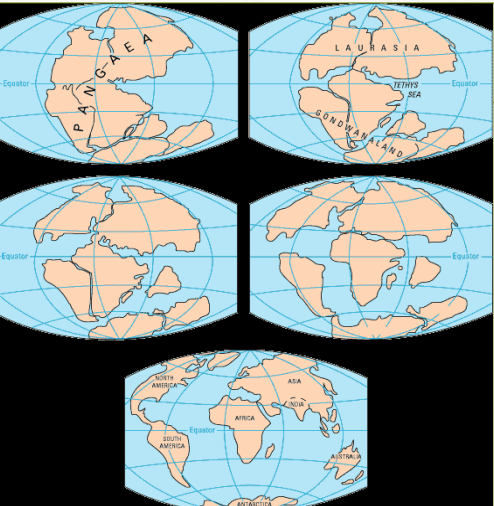 PANGAEA
Equator
LAURASIA
TETHYS
SEA
Equator
GONDWANALAND
Equator
Equator
NORTH
AMERICA
ASIA
INDIA
AFRICA
Equator
SOUTH
AMERICA
AUSTRALIA
ANTARCTICA